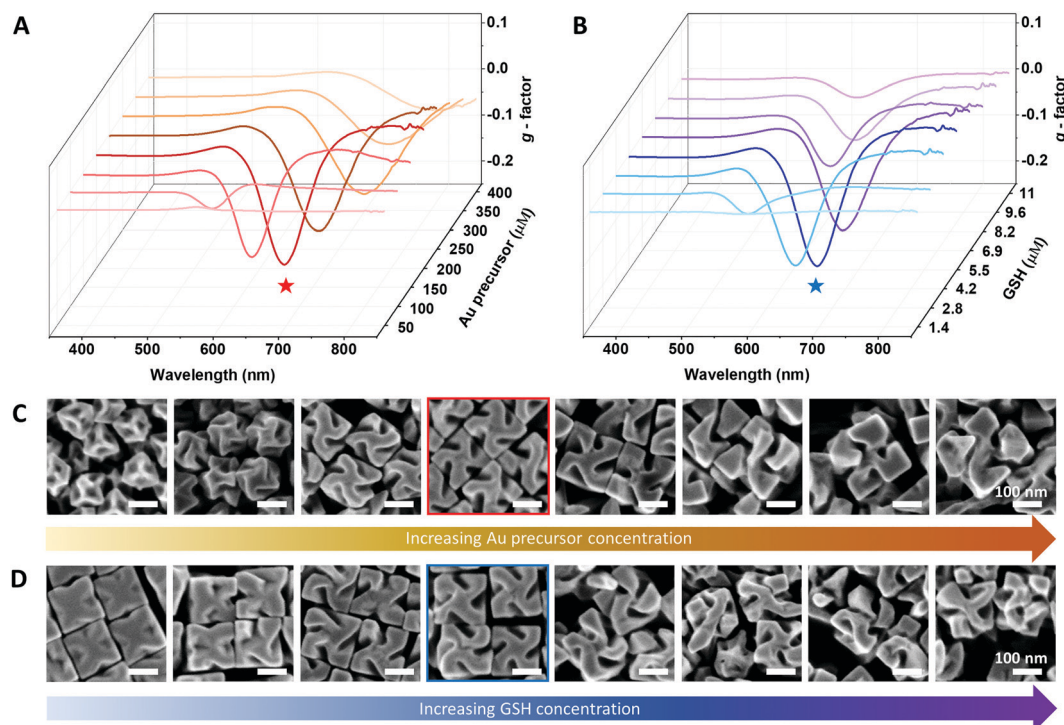 A
0.1
0.0
-0.1
-0.2
g - factor
400
350
300
250
200
150
100
50
Au precursor (μM)
400 500 600 700 800
Wavelength (nm)
B
0.1
0.0
-0.1
-0.2
g - factor
11
9.6
8.2
6.9
5.5
4.2
2.8
1.4
GSH (μM)
400 500 600 700 800
Wavelength (nm)
C
100 nm
Increasing Au precursor concentration
D
100 nm
Increasing GSH concentration